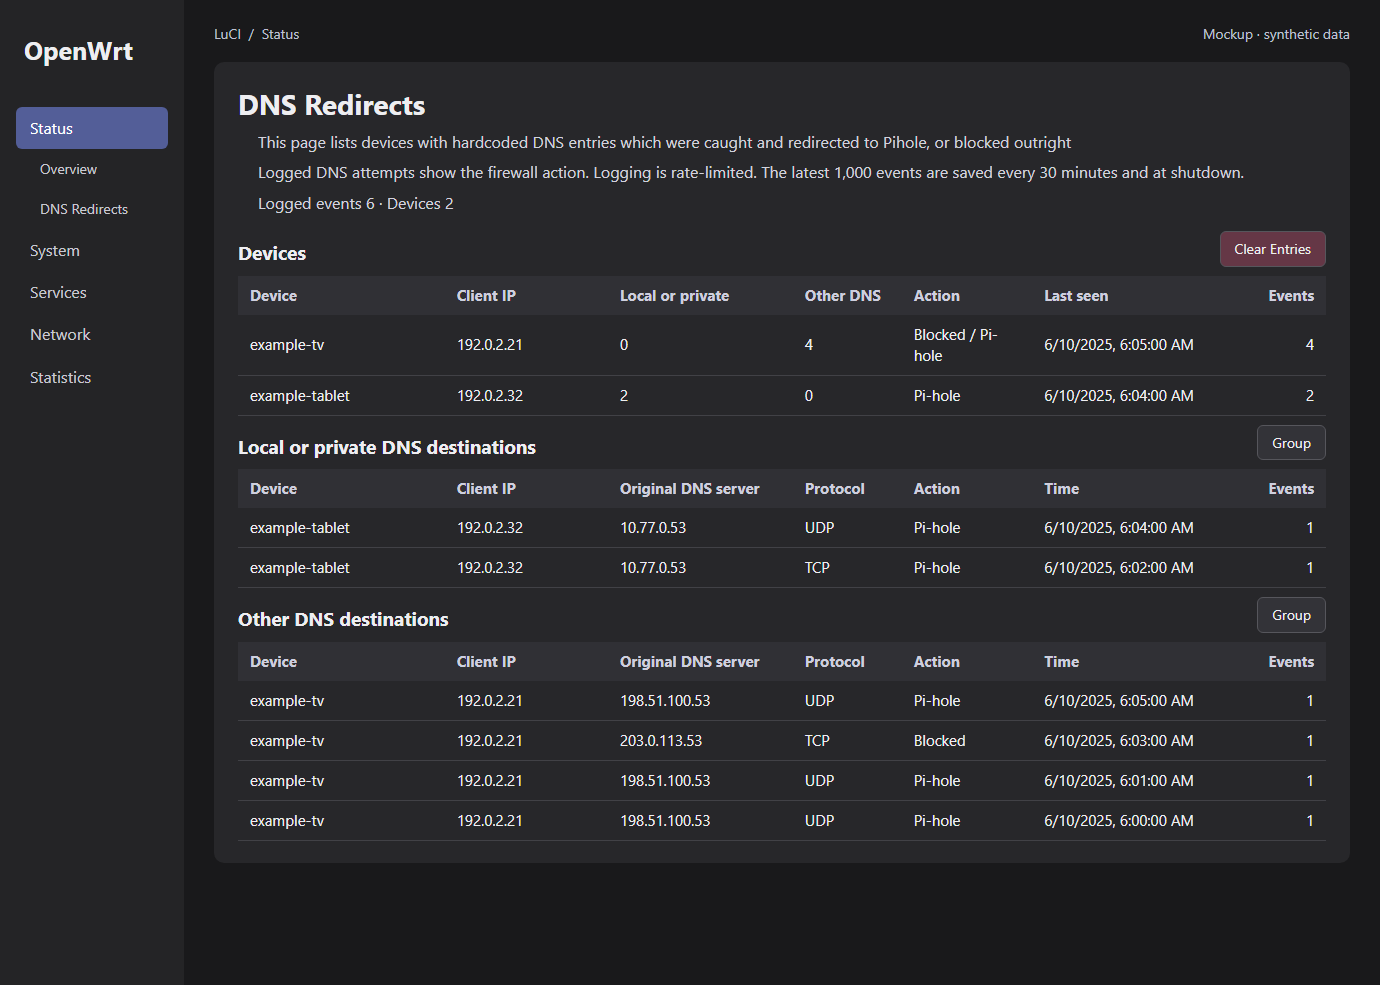 OpenWrt
Status
Overview
DNS Redirects
System
Services
Network
Statistics
LuCI / Status
Mockup · synthetic data
DNS Redirects
This page lists devices with hardcoded DNS entries which were caught and redirected to Pihole, or blocked outright
Logged DNS attempts show the firewall action. Logging is rate-limited. The latest 1,000 events are saved every 30 minutes and at shutdown.
Logged events 6 · Devices 2
Devices
Clear Entries
Device Client IP Local or private Other DNS Action Last seen Events
example-tv 192.0.2.21 0 4 Blocked / Pi-
hole 6/10/2025, 6:05:00 AM 4
example-tablet 192.0.2.32 2 0 Pi-hole 6/10/2025, 6:04:00 AM 2
Local or private DNS destinations
Group
Device Client IP Original DNS server Protocol Action Time Events
example-tablet 192.0.2.32 10.77.0.53 UDP Pi-hole 6/10/2025, 6:04:00 AM 1
example-tablet 192.0.2.32 10.77.0.53 TCP Pi-hole 6/10/2025, 6:02:00 AM 1
Other DNS destinations
Group
Device Client IP Original DNS server Protocol Action Time Events
example-tv 192.0.2.21 198.51.100.53 UDP Pi-hole 6/10/2025, 6:05:00 AM 1
example-tv 192.0.2.21 203.0.113.53 TCP Blocked 6/10/2025, 6:03:00 AM 1
example-tv 192.0.2.21 198.51.100.53 UDP Pi-hole 6/10/2025, 6:01:00 AM 1
example-tv 192.0.2.21 198.51.100.53 UDP Pi-hole 6/10/2025, 6:00:00 AM 1